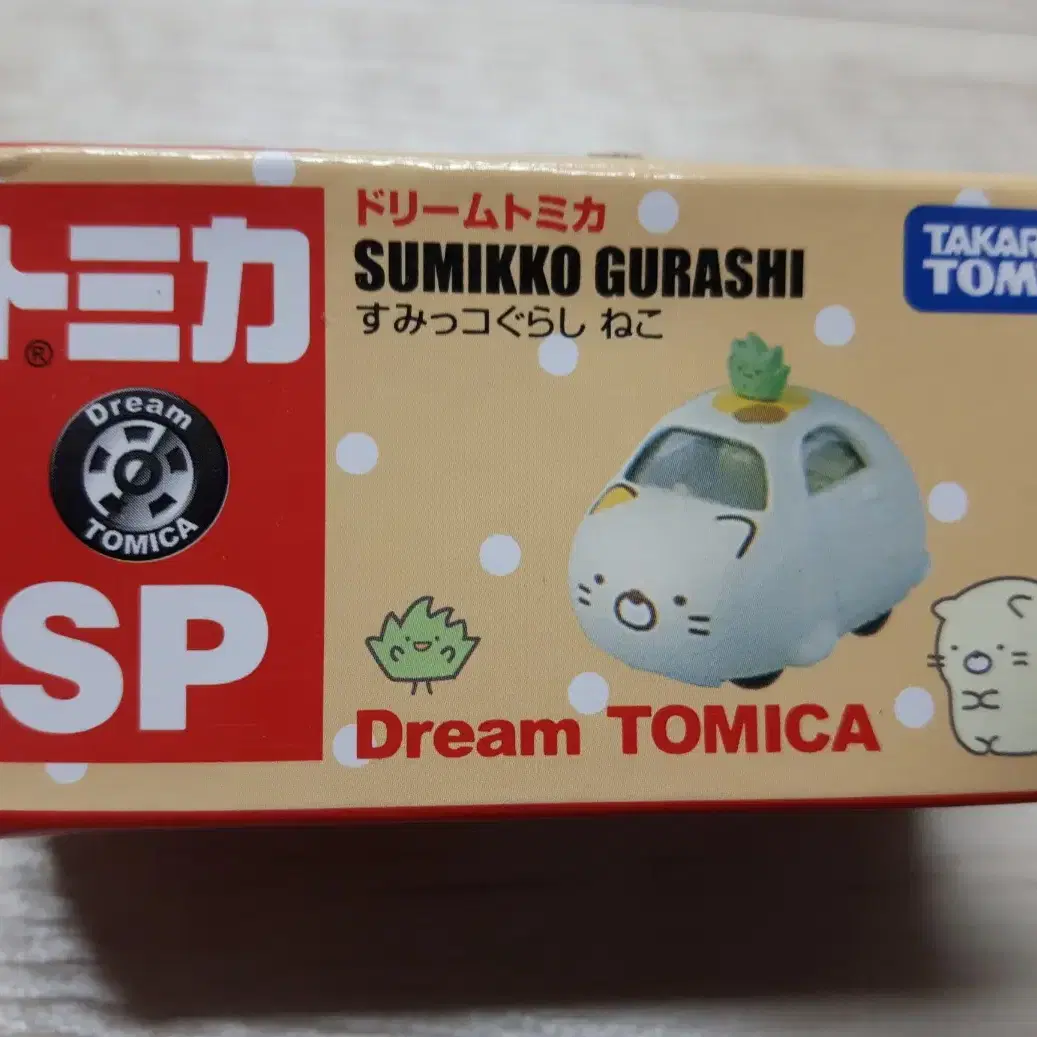 トミカ
®
Dream
TOMICA
SP
ドリームトミカ
SUMIKKO GURASHI
すみっコぐらし ねこ
Dream TOMICA
TAKAR
TOM